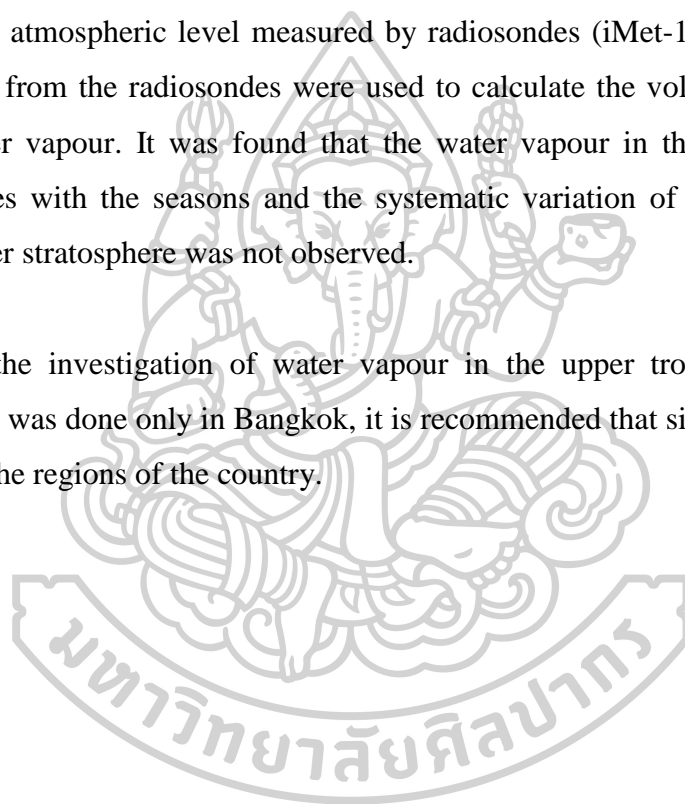 atmospheric level measured by radiosondes (iMet-1
from the radiosondes were used to calculate the vol
er vapour. It was found that the water vapour in th
es with the seasons and the systematic variation of
er stratosphere was not observed.
the investigation of water vapour in the upper tro
was done only in Bangkok, it is recommended that si
he regions of the country.
มหาวิทยาลัยศิลปากร